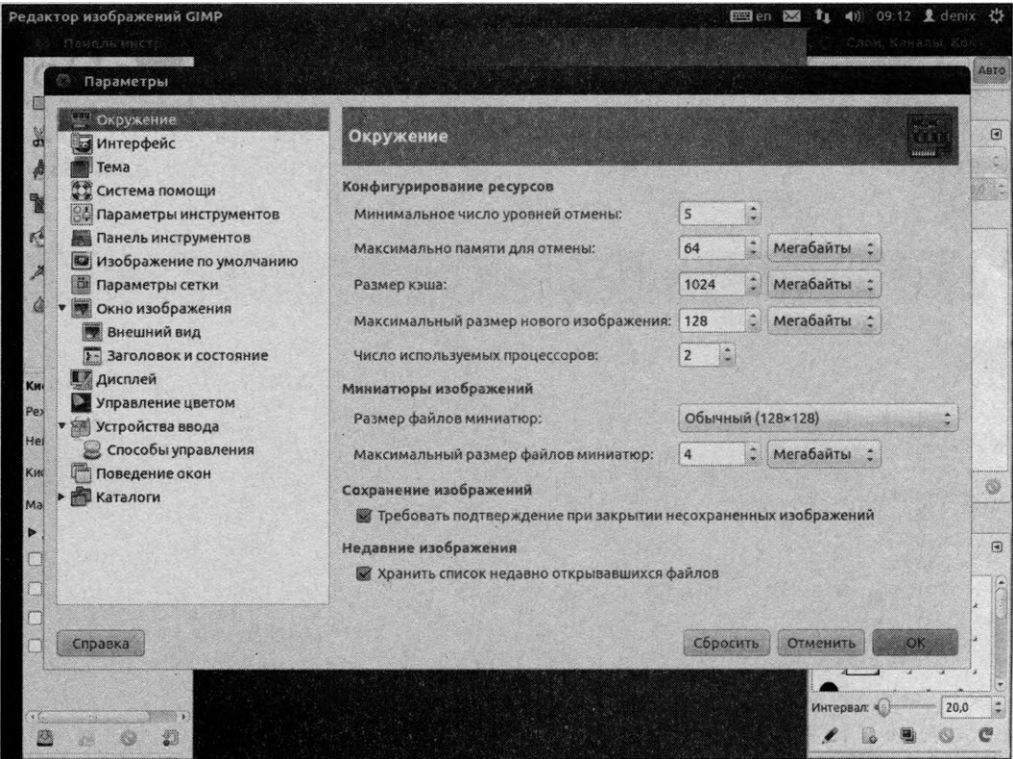 Редактор изображений GIMP
en 09:12 denix
Панель инстр
Слои, Каналы, Кон
Авто
Параметры
Окружение
Интерфейс
Тема
Система помощи
Параметры инструментов
Панель инструментов
Изображение по умолчанию
Параметры сетки
Окно изображения
Внешний вид
Заголовок и состояние
Дисплей
Управление цветом
Устройства ввода
Способы управления
Поведение окон
Каталоги
Окружение
Конфигурирование ресурсов
Минимальное число уровней отмены: 5
Максимально памяти для отмены: 64 Мегабайты
Размер кэша: 1024 Мегабайты
Максимальный размер нового изображения: 128 Мегабайты
Число используемых процессоров: 2
Миниатюры изображений
Размер файлов миниатюр: Обычный (128×128)
Максимальный размер файлов миниатюр: 4 Мегабайты
Сохранение изображений
Требовать подтверждение при закрытии несохраненных изображений
Недавние изображения
Хранить список недавно открывавшихся файлов
Справка
Сбросить Отменить OK
Интервал: 20,0